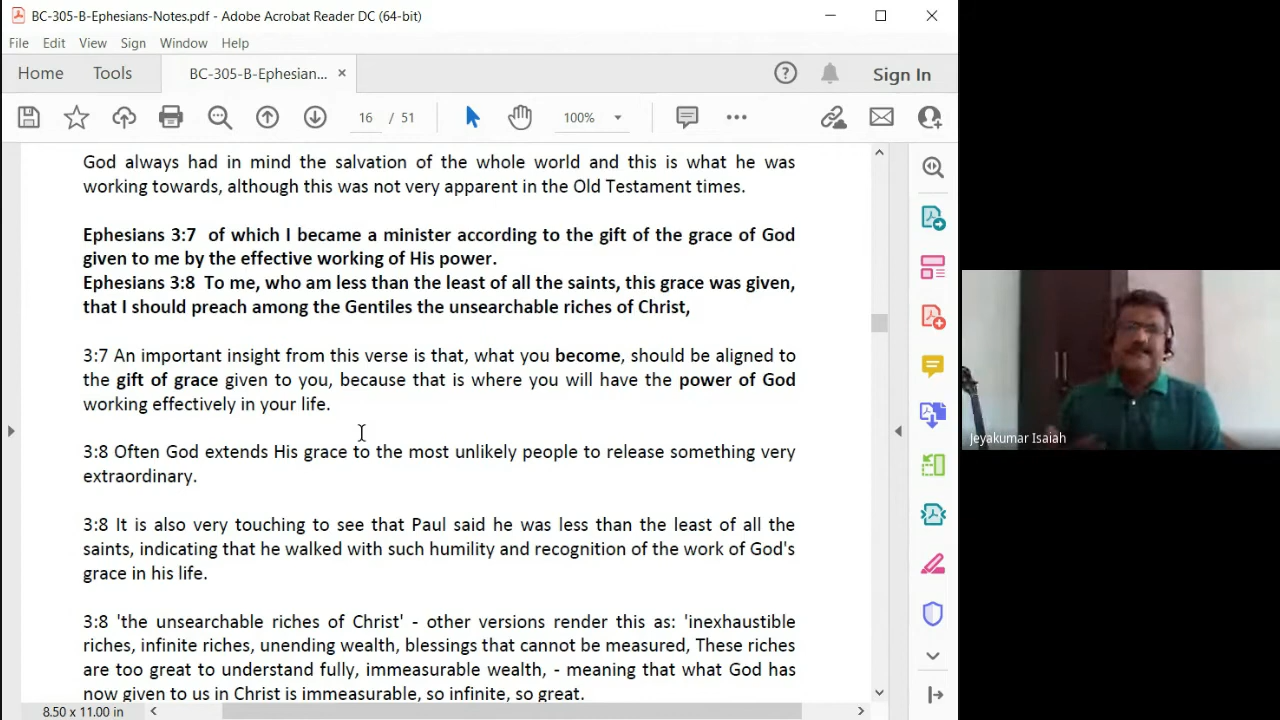 BC-305-B-Ephesians-Notes.pdf - Adobe Acrobat Reader DC (64-bit)
File Edit View Sign Window Help
Home Tools BC-305-B-Ephesian... × Sign In
16 / 51 100%
God always had in mind the salvation of the whole world and this is what he was
working towards, although this was not very apparent in the Old Testament times.
Ephesians 3:7 of which I became a minister according to the gift of the grace of God
given to me by the effective working of His power.
Ephesians 3:8 To me, who am less than the least of all the saints, this grace was given,
that I should preach among the Gentiles the unsearchable riches of Christ,
3:7 An important insight from this verse is that, what you become, should be aligned to
the gift of grace given to you, because that is where you will have the power of God
working effectively in your life.
3:8 Often God extends His grace to the most unlikely people to release something very
extraordinary.
3:8 It is also very touching to see that Paul said he was less than the least of all the
saints, indicating that he walked with such humility and recognition of the work of God's
grace in his life.
3:8 'the unsearchable riches of Christ' - other versions render this as: 'inexhaustible
riches, infinite riches, unending wealth, blessings that cannot be measured, These riches
are too great to understand fully, immeasurable wealth, - meaning that what God has
now given to us in Christ is immeasurable, so infinite, so great.
8.50 x 11.00 in
Jeyakumar Isaiah